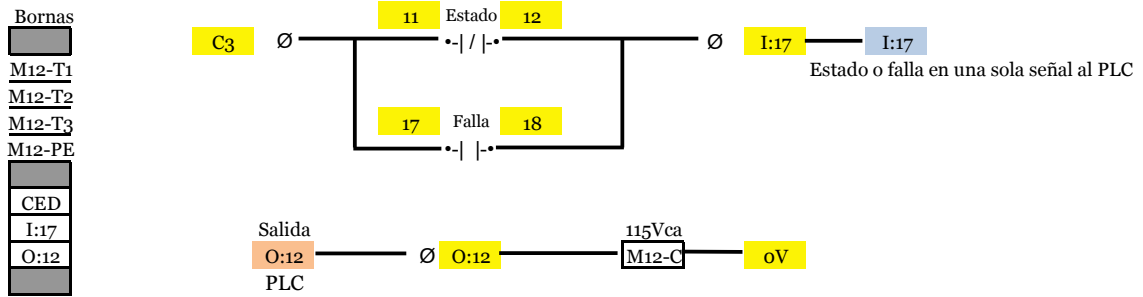 Bornas
M12-T1
M12-T2
M12-T3
M12-PE
CED
I:17
O:12
11 Estado 12
C3 Ø •-| / |-• Ø I:17 I:17
Estado o falla en una sola señal al PLC
17 Falla 18
•-| |-•
Salida 115Vca
O:12 Ø O:12 M12-C 0V
PLC